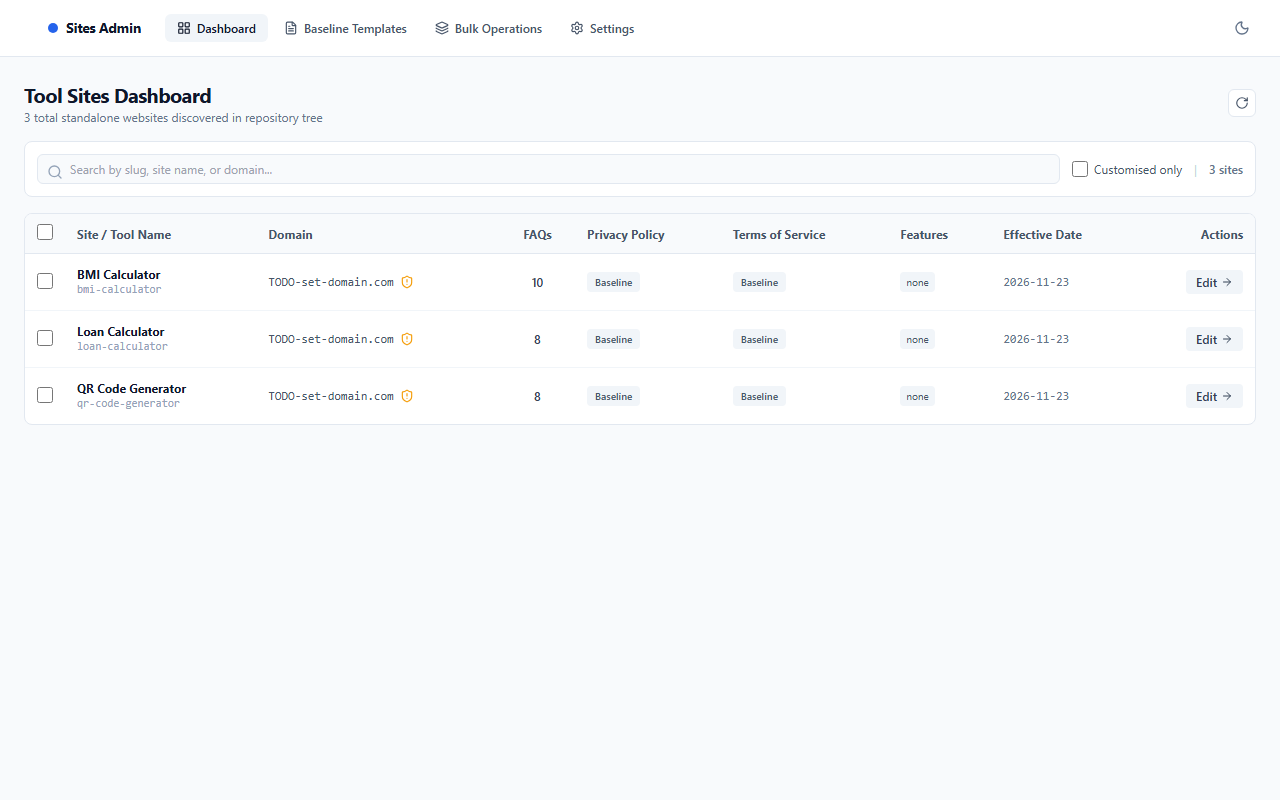 Sites Admin
Dashboard
Baseline Templates
Bulk Operations
Settings
Tool Sites Dashboard
3 total standalone websites discovered in repository tree
Search by slug, site name, or domain...
Customised only | 3 sites
Site / Tool Name
Domain
FAQs
Privacy Policy
Terms of Service
Features
Effective Date
Actions
BMI Calculator
bmi-calculator
TODO-set-domain.com
10
Baseline
Baseline
none
2026-11-23
Edit →
Loan Calculator
loan-calculator
TODO-set-domain.com
8
Baseline
Baseline
none
2026-11-23
Edit →
QR Code Generator
qr-code-generator
TODO-set-domain.com
8
Baseline
Baseline
none
2026-11-23
Edit →